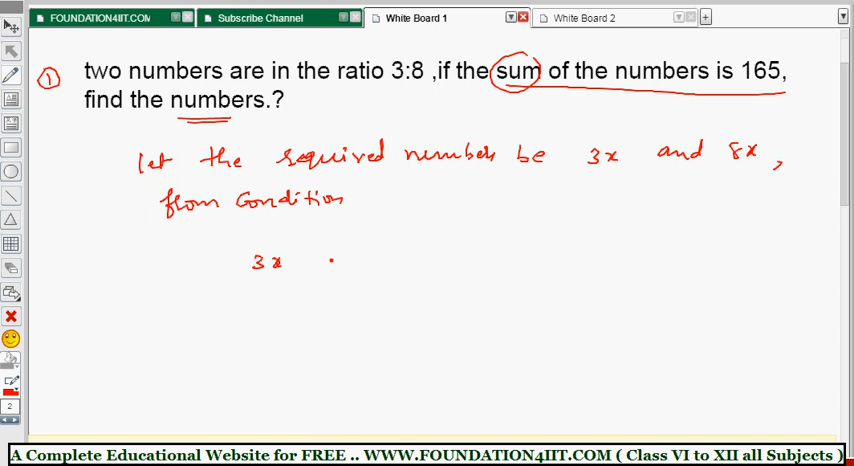 FOUNDATION4IIT.COM Subscribe Channel White Board 1 White Board 2
1 two numbers are in the ratio 3:8 ,if the sum of the numbers is 165,
find the numbers.?
let the required numbers be 3x and 8x,
from condition
3x
2
A Complete Educational Website for FREE .. WWW.FOUNDATION4IIT.COM ( Class VI to XII all Subjects )